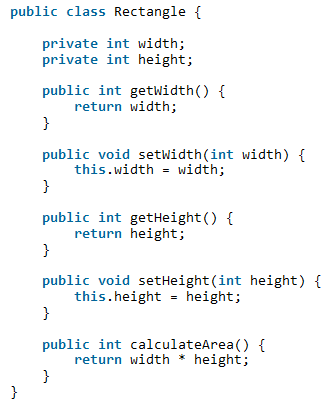 public class Rectangle {
private int width;
private int height;
public int getWidth() {
return width;
}
public void setWidth(int width) {
this.width = width;
}
public int getHeight() {
return height;
}
public void setHeight(int height) {
this.height = height;
}
public int calculateArea() {
return width * height;
}
}